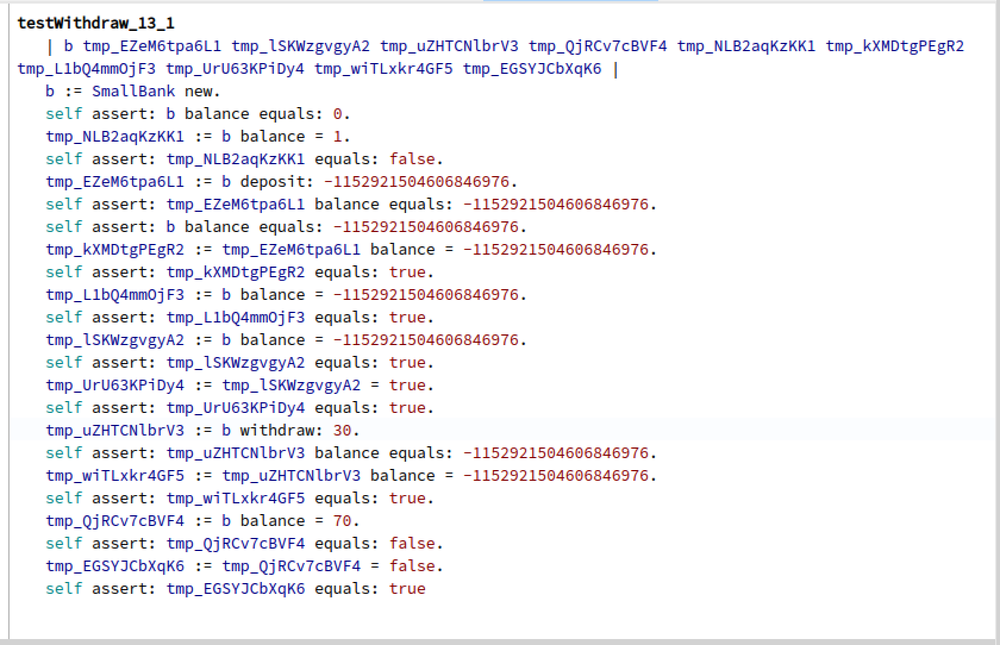 testWithdraw_13_1
| b tmp_EZeM6tpa6L1 tmp_lSKWzgvgyA2 tmp_uZHTCNlbrV3 tmp_QjRCv7cBVF4 tmp_NLB2aqKzKK1 tmp_kXMDtgPEgR2
tmp_L1bQ4mmOjF3 tmp_UrU63KPiDy4 tmp_wiTLxkr4GF5 tmp_EGSYJCbXqK6 |
b := SmallBank new.
self assert: b balance equals: 0.
tmp_NLB2aqKzKK1 := b balance = 1.
self assert: tmp_NLB2aqKzKK1 equals: false.
tmp_EZeM6tpa6L1 := b deposit: -1152921504606846976.
self assert: tmp_EZeM6tpa6L1 balance equals: -1152921504606846976.
self assert: b balance equals: -1152921504606846976.
tmp_kXMDtgPEgR2 := tmp_EZeM6tpa6L1 balance = -1152921504606846976.
self assert: tmp_kXMDtgPEgR2 equals: true.
tmp_L1bQ4mmOjF3 := b balance = -1152921504606846976.
self assert: tmp_L1bQ4mmOjF3 equals: true.
tmp_lSKWzgvgyA2 := b balance = -1152921504606846976.
self assert: tmp_lSKWzgvgyA2 equals: true.
tmp_UrU63KPiDy4 := tmp_lSKWzgvgyA2 = true.
self assert: tmp_UrU63KPiDy4 equals: true.
tmp_uZHTCNlbrV3 := b withdraw: 30.
self assert: tmp_uZHTCNlbrV3 balance equals: -1152921504606846976.
tmp_wiTLxkr4GF5 := tmp_uZHTCNlbrV3 balance = -1152921504606846976.
self assert: tmp_wiTLxkr4GF5 equals: true.
tmp_QjRCv7cBVF4 := b balance = 70.
self assert: tmp_QjRCv7cBVF4 equals: false.
tmp_EGSYJCbXqK6 := tmp_QjRCv7cBVF4 = false.
self assert: tmp_EGSYJCbXqK6 equals: true